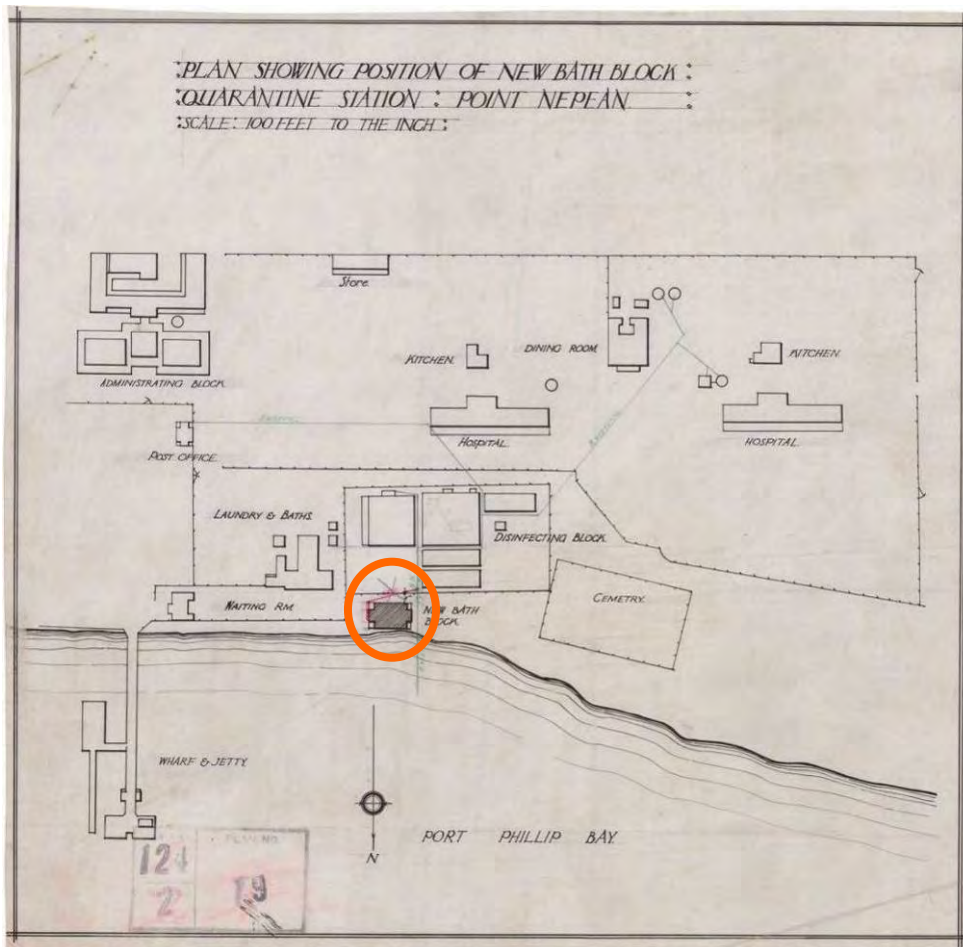 :PLAN SHOWING POSITION OF NEW BATH BLOCK:
:QUARANTINE STATION : POINT NEPEAN :
:SCALE: 100 FEET TO THE INCH:
Store.
KITCHEN.
DINING ROOM.
KITCHEN.
ADMINISTRATING BLOCK.
HOSPITAL.
HOSPITAL.
POST OFFICE.
LAUNDRY & BATHS.
DISINFECTING BLOCK.
WAITING RM.
NEW BATH
BLOCK.
CEMETRY.
WHARF & JETTY.
N
PORT PHILLIP BAY.
PLAN NO.
124
2